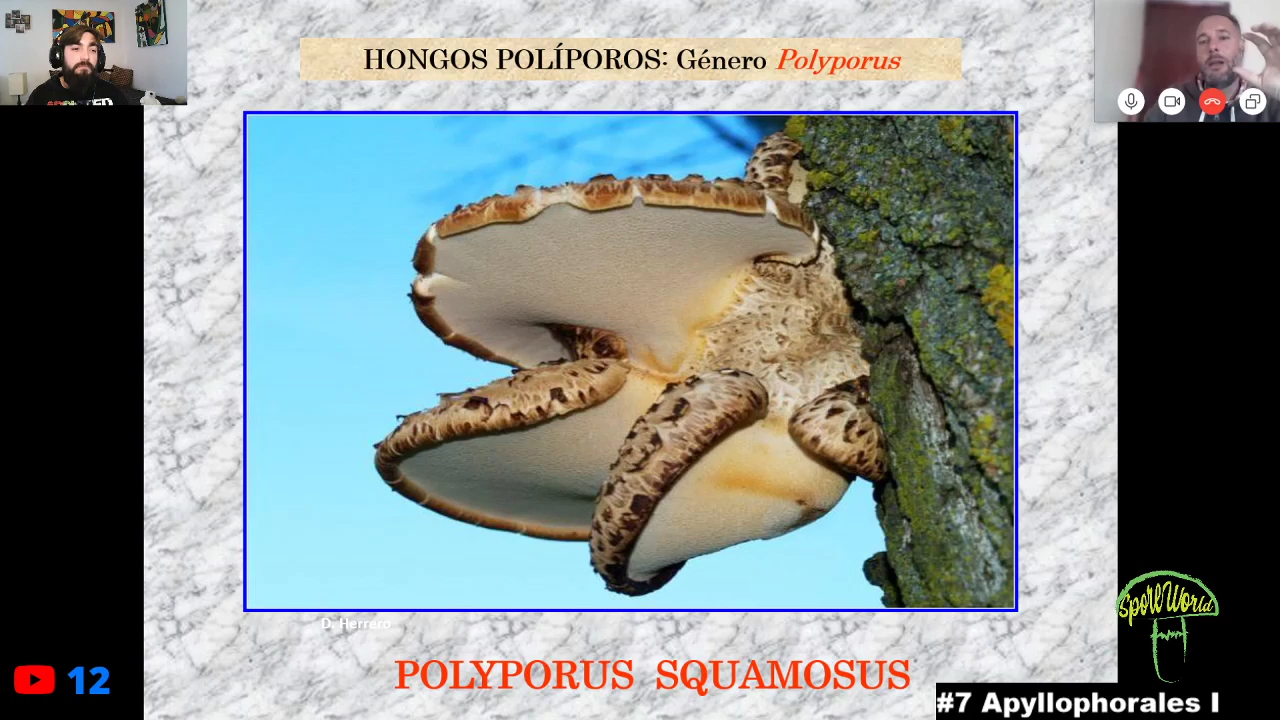 HONGOS POLÍPOROS: Género Polyporus
D. Herrero
POLYPORUS SQUAMOSUS
SporeWorld
12
#7 Apyllophorales I